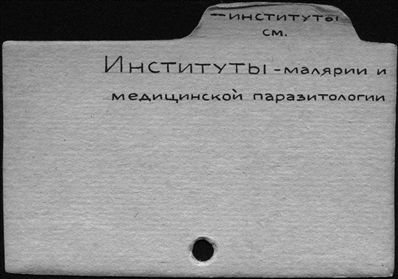 —ИНСТИТУТЫ
СМ.
ИНСТИТУТЫ - МАЛЯРИИ И
МЕДИЦИНСКОЙ ПАРАЗИТОЛОГИИ